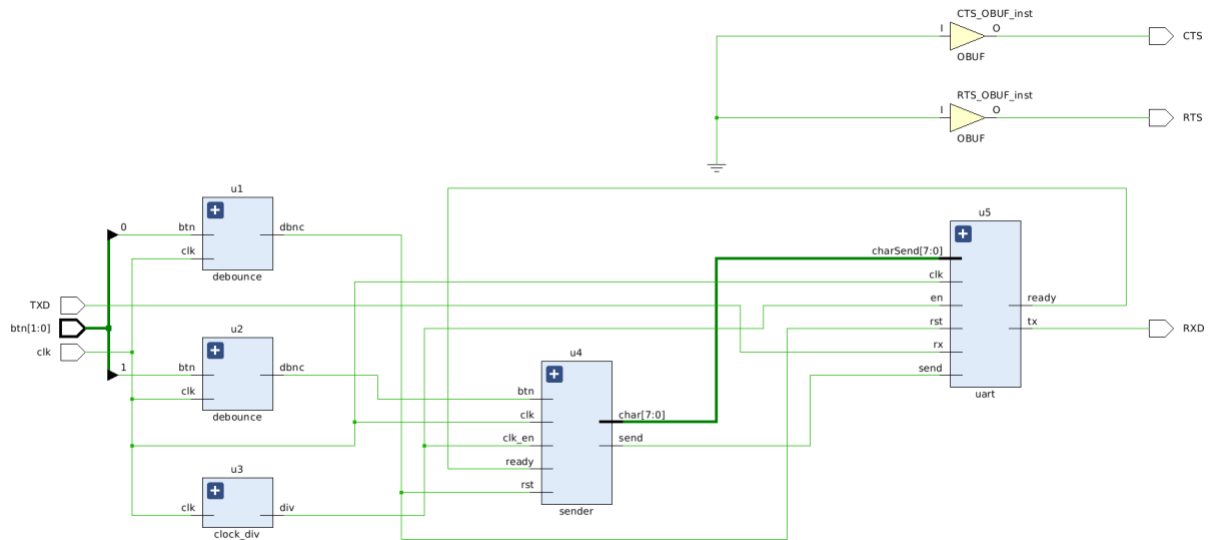 CTS_OBUF_inst
I
O
CTS
OBUF
RTS_OBUF_inst
I
O
RTS
OBUF
u1
0
btn
dbnc
clk
debounce
TXD
btn[1:0]
clk
u2
1
btn
dbnc
clk
debounce
u3
clk
div
clock_div
u4
btn
clk
char[7:0]
clk_en
send
ready
rst
sender
u5
charSend[7:0]
clk
en
ready
rst
tx
rx
send
uart
RXD